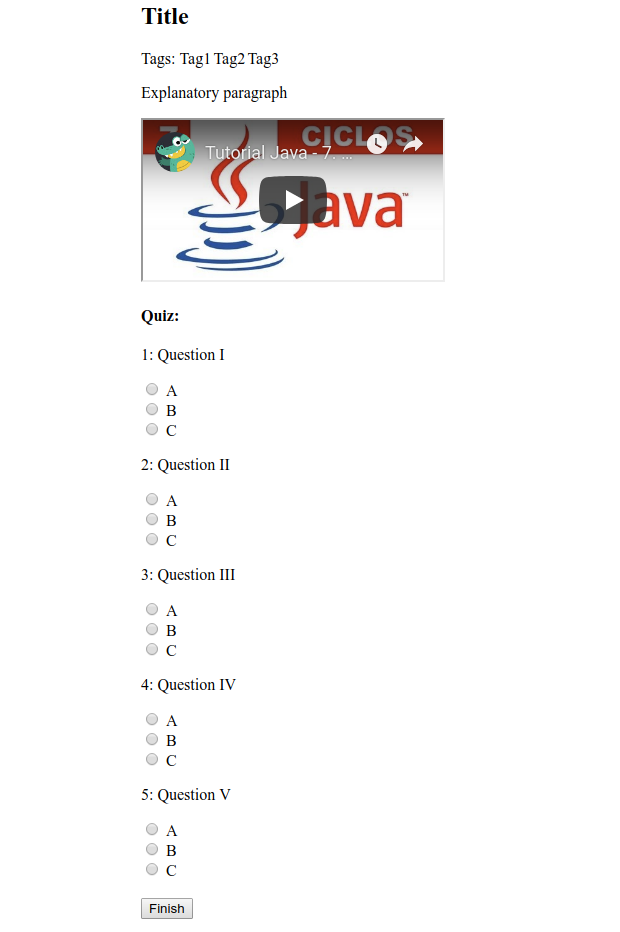 Title
Tags: Tag1 Tag2 Tag3
Explanatory paragraph
CICLOS
Tutorial Java - 7. ...
Java™
Quiz:
1: Question I
A
B
C
2: Question II
A
B
C
3: Question III
A
B
C
4: Question IV
A
B
C
5: Question V
A
B
C
Finish